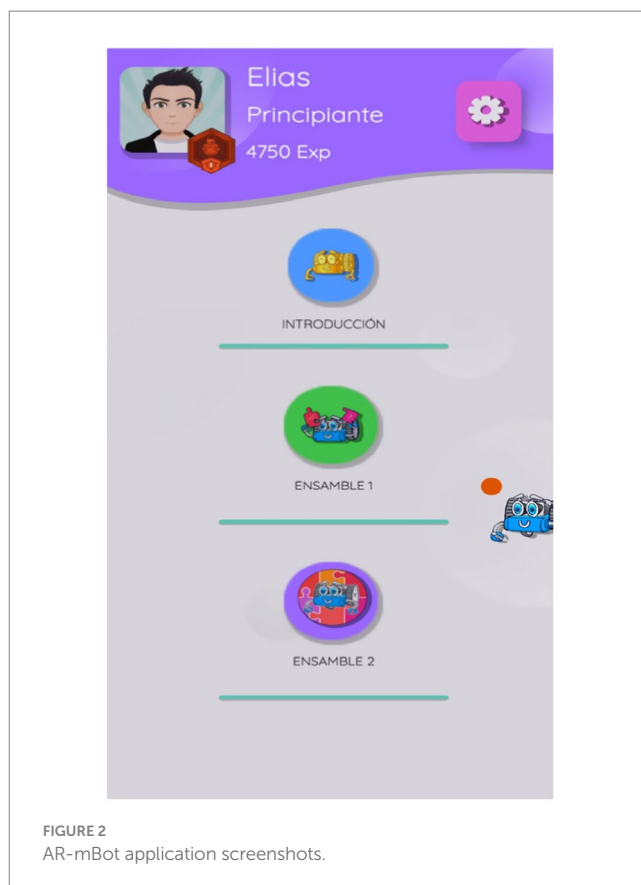 Elias
Principiante
4750 Exp
INTRODUCCIÓN
ENSAMBLE 1
ENSAMBLE 2
FIGURE 2
AR-mBot application screenshots.